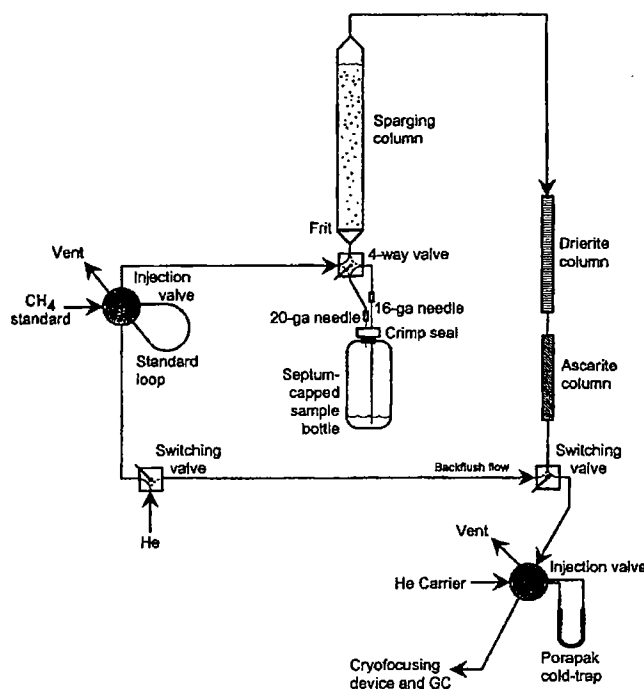 Sparging
column
Frit
4-way valve
Drierite
column
Vent
Injection
valve
CH4
standard
16-ga needle
20-ga needle
Crimp seal
Standard
loop
Septum-
capped
sample
bottle
Ascarite
column
Switching
valve
Backflush flow
Switching
valve
He
Vent
Injection valve
He Carrier
Porapak
cold-trap
Cryofocusing
device and GC